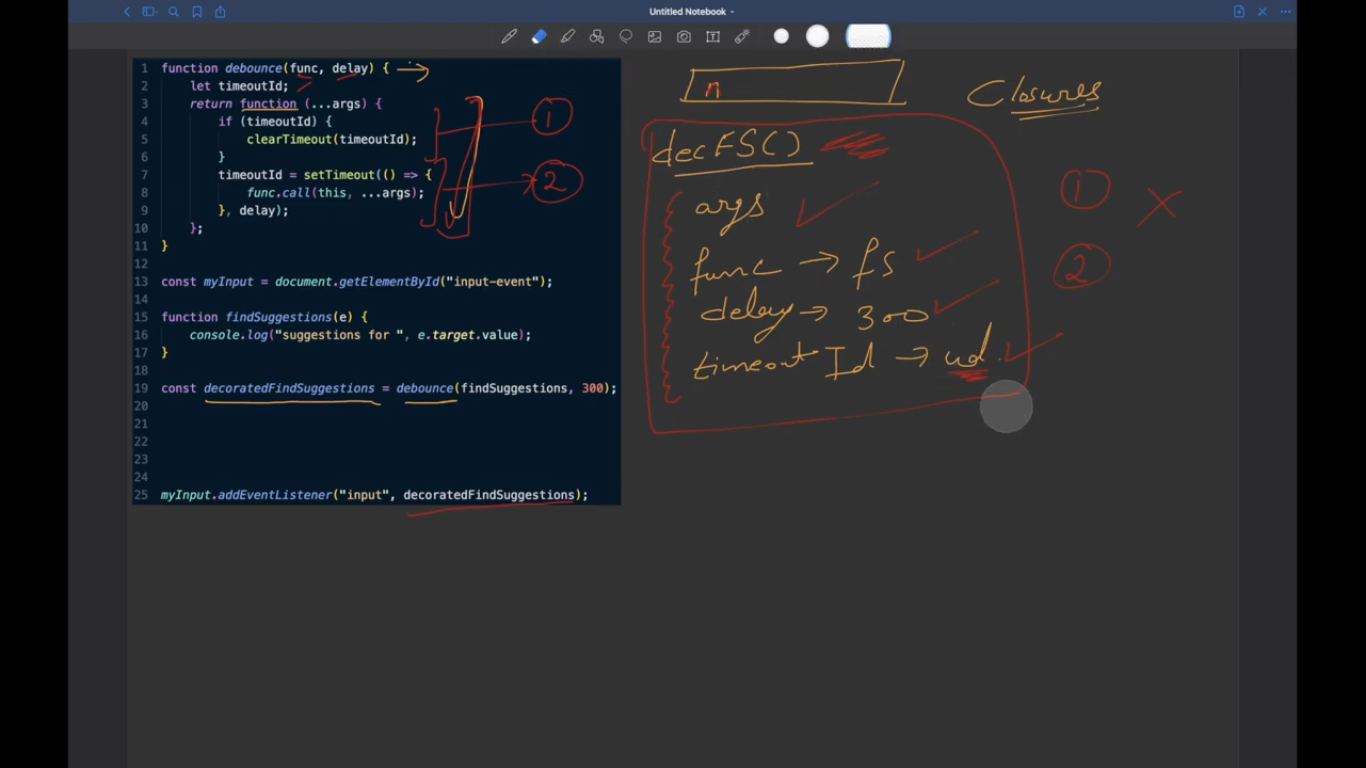 Untitled Notebook
1 function debounce(func, delay) {
2 let timeoutId;
3 return function (...args) {
4 if (timeoutId) {
5 clearTimeout(timeoutId);
6 }
7 timeoutId = setTimeout(() => {
8 func.call(this, ...args);
9 }, delay);
10 };
11 }
12
13 const myInput = document.getElementById("input-event");
14
15 function findSuggestions(e) {
16 console.log("suggestions for ", e.target.value);
17 }
18
19 const decoratedFindSuggestions = debounce(findSuggestions, 300);
20
21
22
23
24
25 myInput.addEventListener("input", decoratedFindSuggestions);
1
2
n
Closures
decFS()
args
func → fs
delay → 300
timeout Id → ud.
1
2